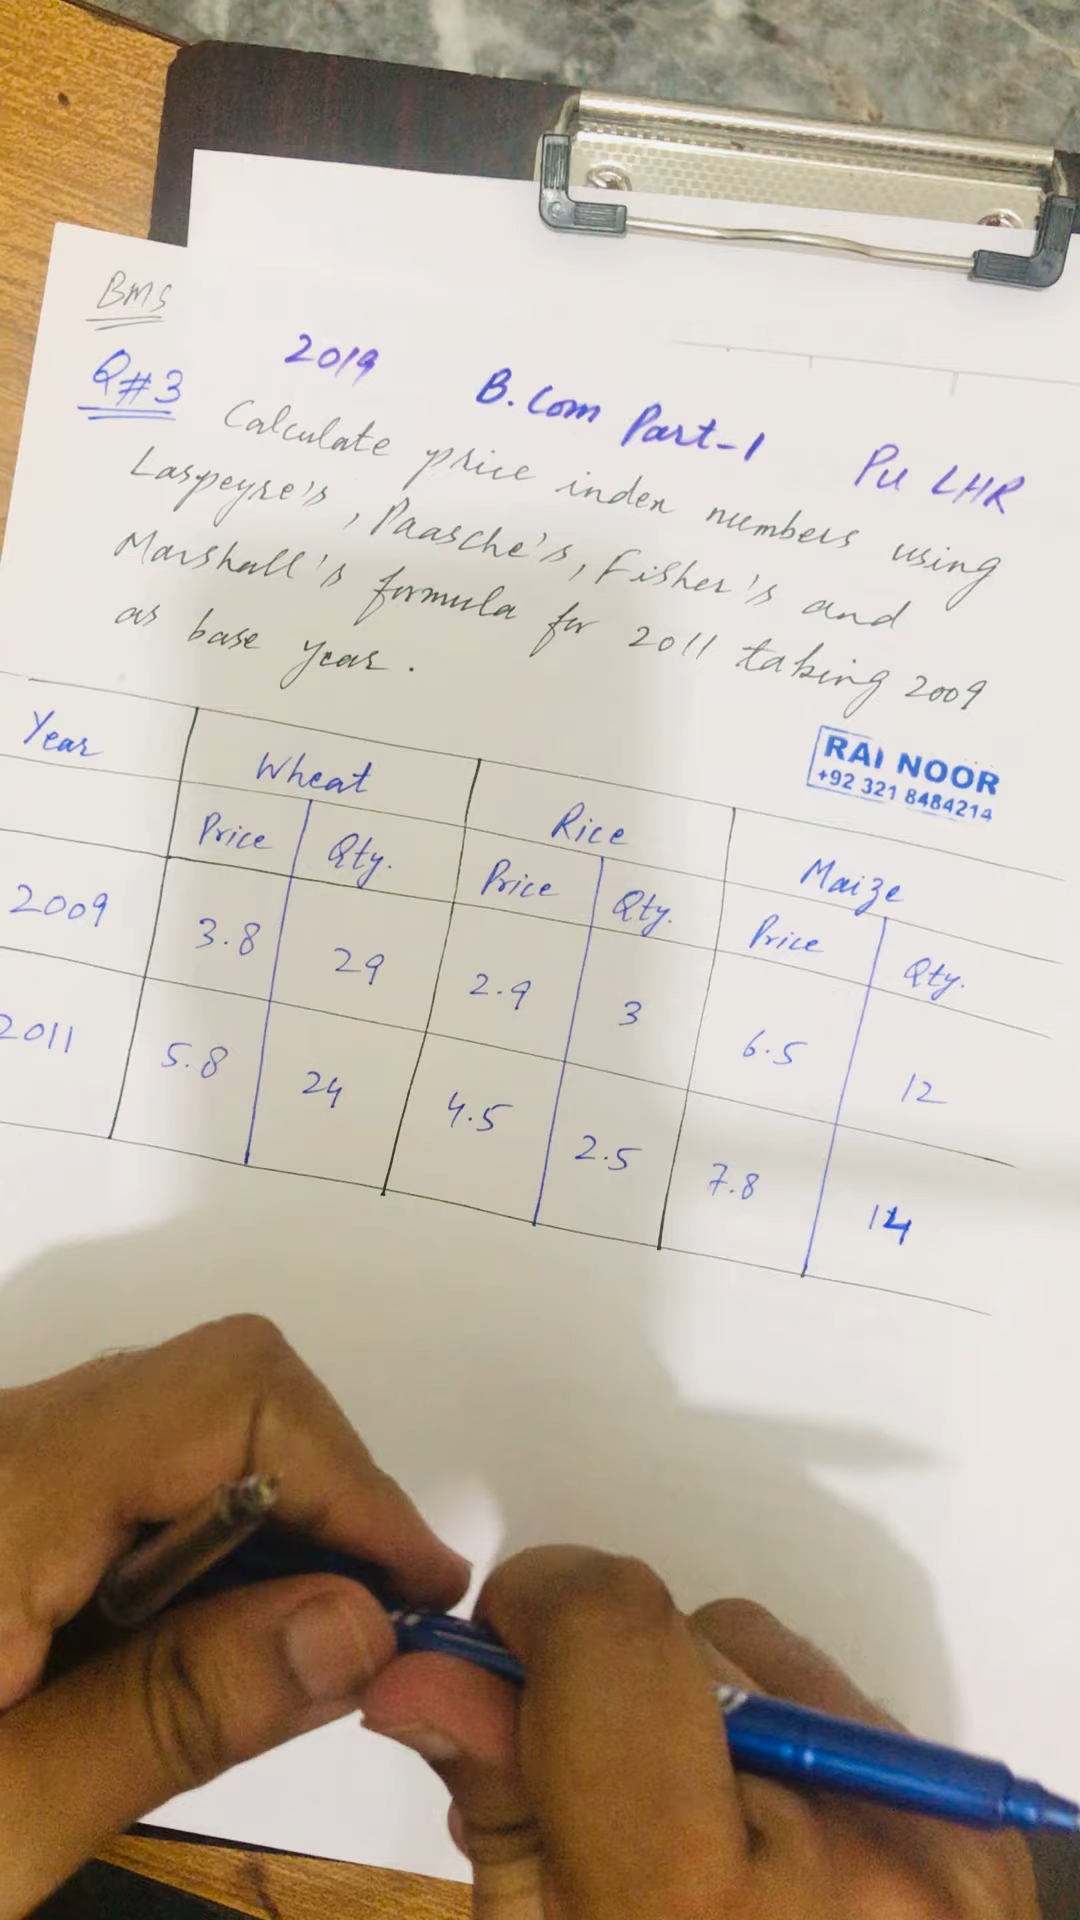 BMS
2019 B.Com Part-1 PU LHR
Q#3 Calculate price index numbers using
Laspeyre's, Paasche's, Fisher's and
Marshall's formula for 2011 taking 2009
as base year.
RAI NOOR
+92 321 8484214
Year Wheat Rice Maize
Price Qty. Price Qty. Price Qty.
2009 3.8 29 2.9 3 6.5 12
2011 5.8 24 4.5 2.5 7.8 14